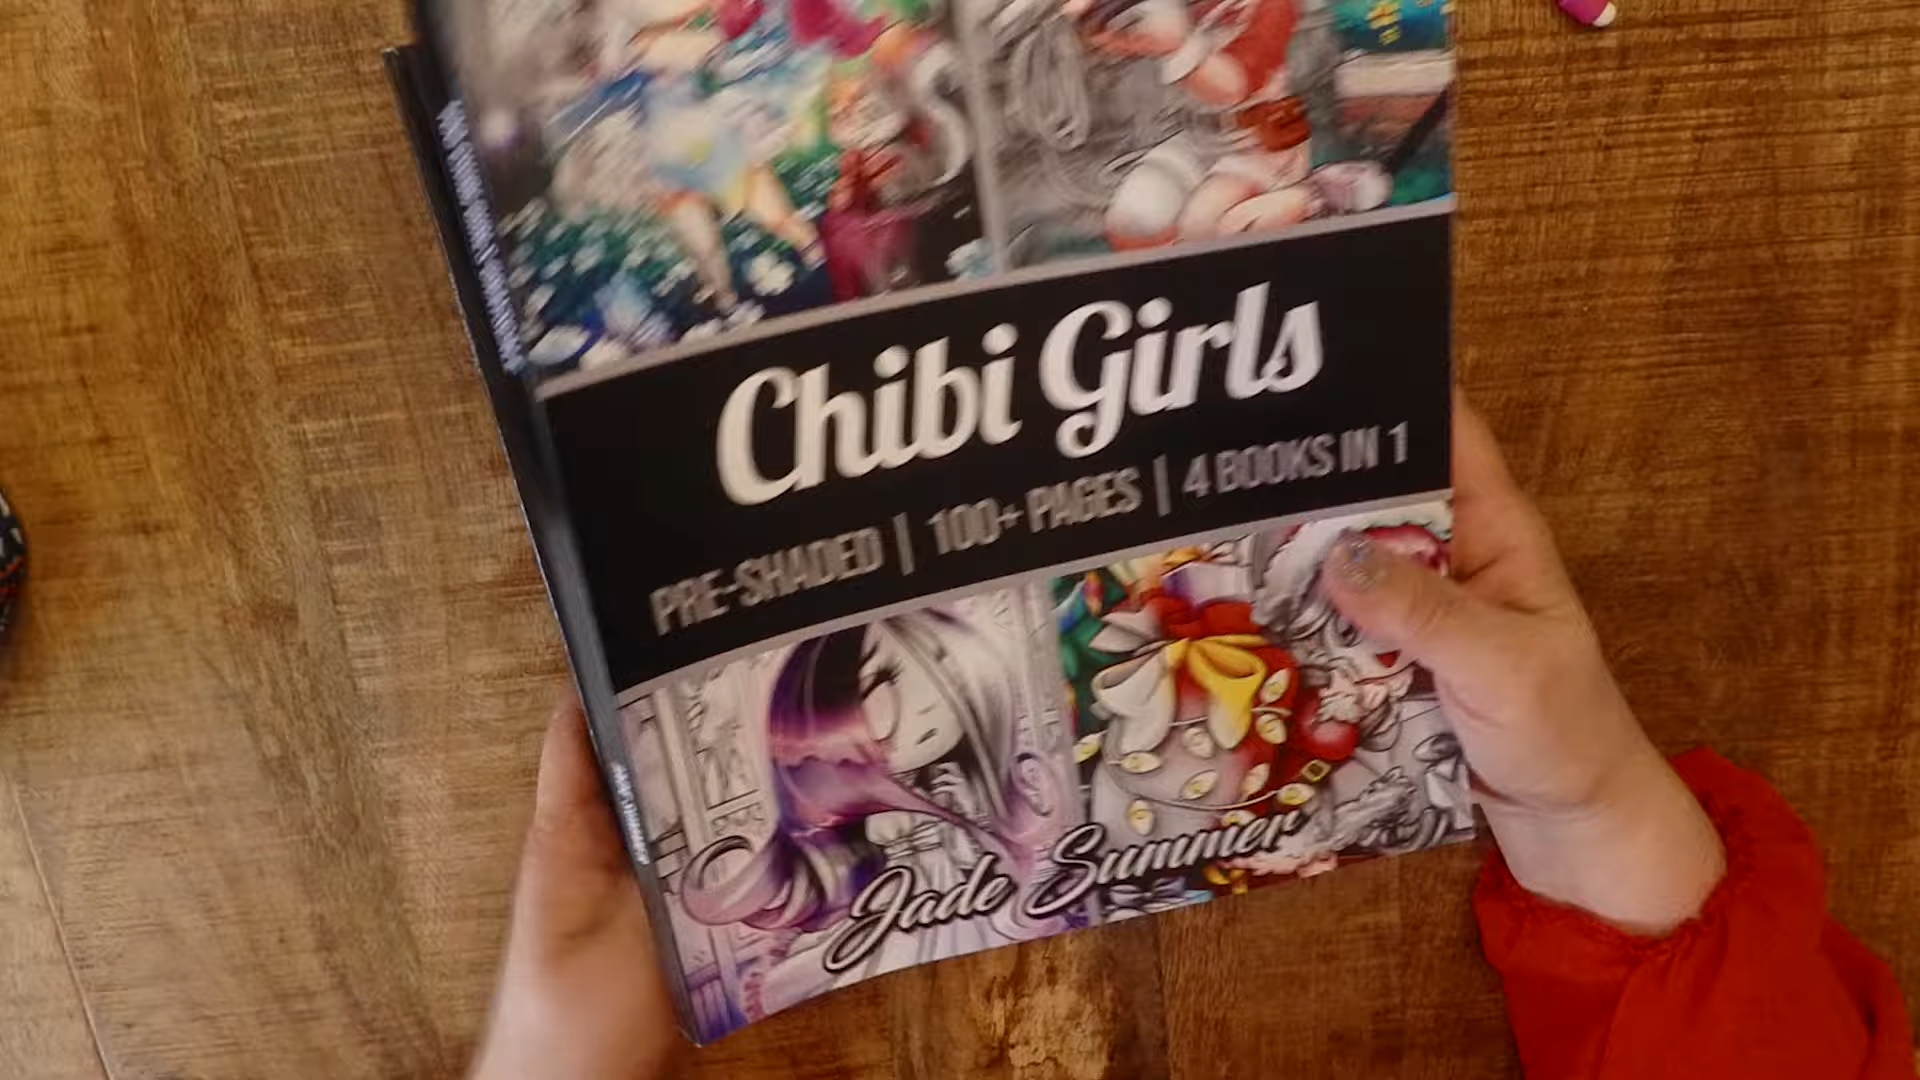 Chibi Girls
PRE-SHADED | 100+ PAGES | 4 BOOKS IN 1
Jade Summer